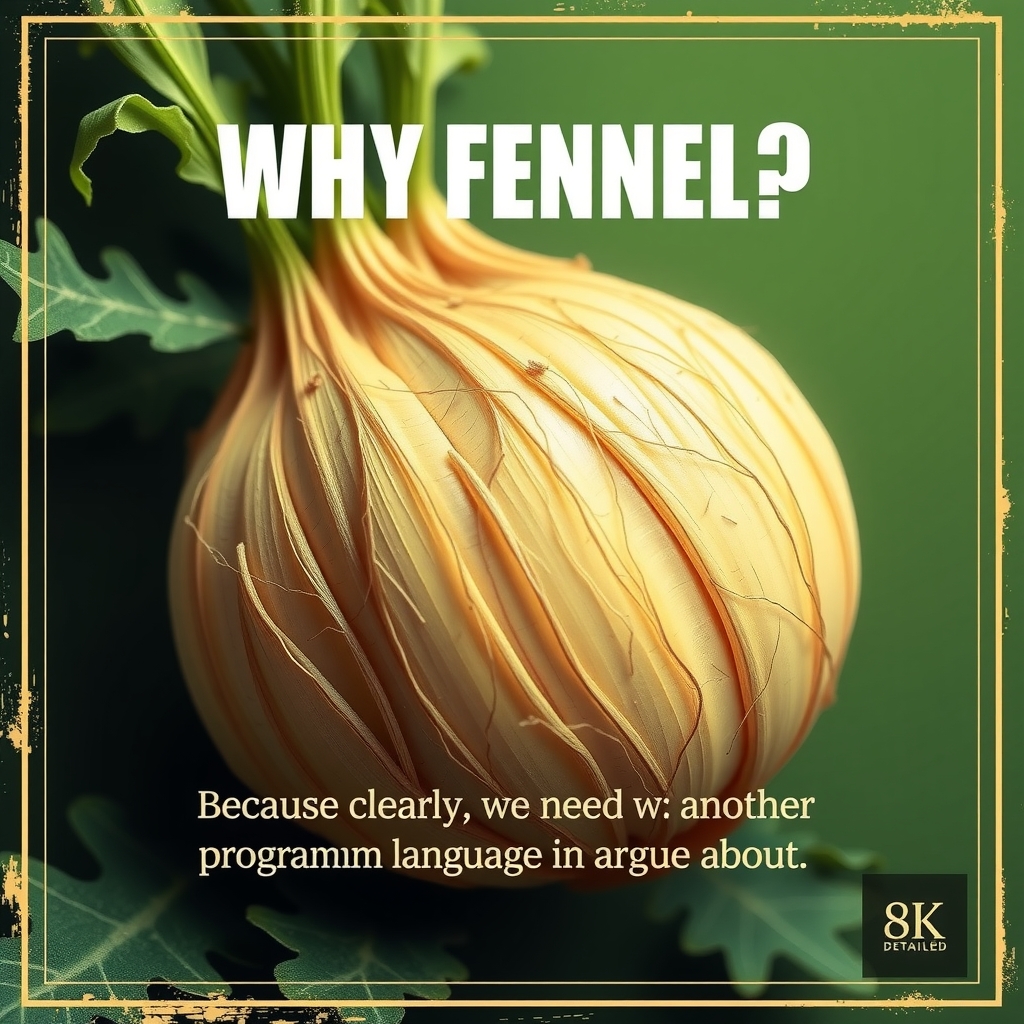 WHY FENNEL?
Because clearly, we need w: another
programım language in argue about.
8K
DETAILED